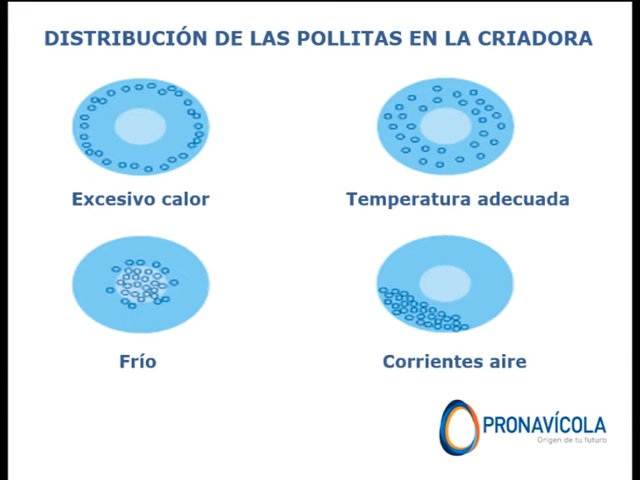 DISTRIBUCIÓN DE LAS POLLITAS EN LA CRIADORA
Excesivo calor
Temperatura adecuada
Frío
Corrientes aire
PRONAVÍCOLA
Origen de tu futuro